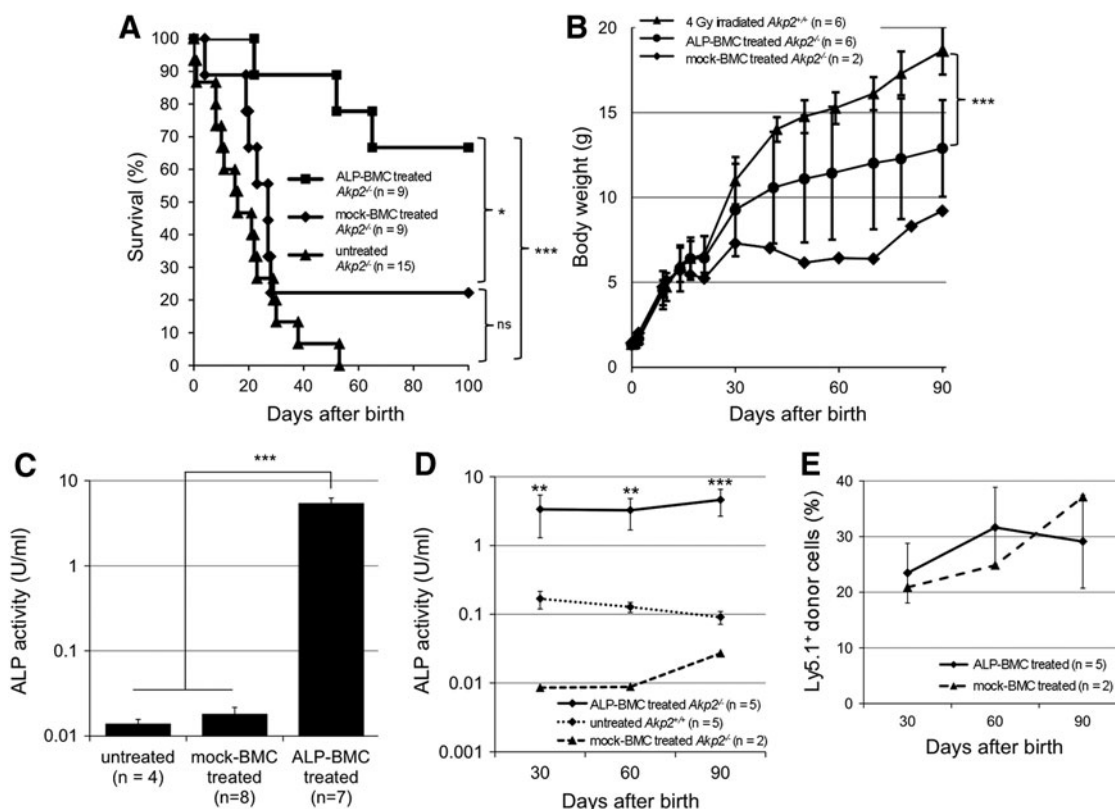 A
100
90
80
70
60
50
40
30
20
10
0
Survival (%)
ALP-BMC treated
Akp2-/- (n = 9)
mock-BMC treated
Akp2-/- (n = 9)
untreated
Akp2-/- (n = 15)
*
***
ns
0 20 40 60 80 100
Days after birth
B
4 Gy irradiated Akp2+/+ (n = 6)
ALP-BMC treated Akp2-/- (n = 6)
mock-BMC treated Akp2-/- (n = 2)
20
15
10
5
0
Body weight (g)
***
0 30 60 90
Days after birth
C
***
10
1
0.1
0.01
ALP activity (U/ml)
untreated mock-BMC ALP-BMC
(n = 4) treated treated
(n=8) (n=7)
D
** ** ***
10
1
0.1
0.01
0.001
ALP activity (U/ml)
ALP-BMC treated Akp2-/- (n = 5)
untreated Akp2+/+ (n = 5)
mock-BMC treated Akp2-/- (n = 2)
30 60 90
Days after birth
E
40
30
20
10
0
Ly5.1+ donor cells (%)
ALP-BMC treated (n = 5)
mock-BMC treated (n = 2)
30 60 90
Days after birth